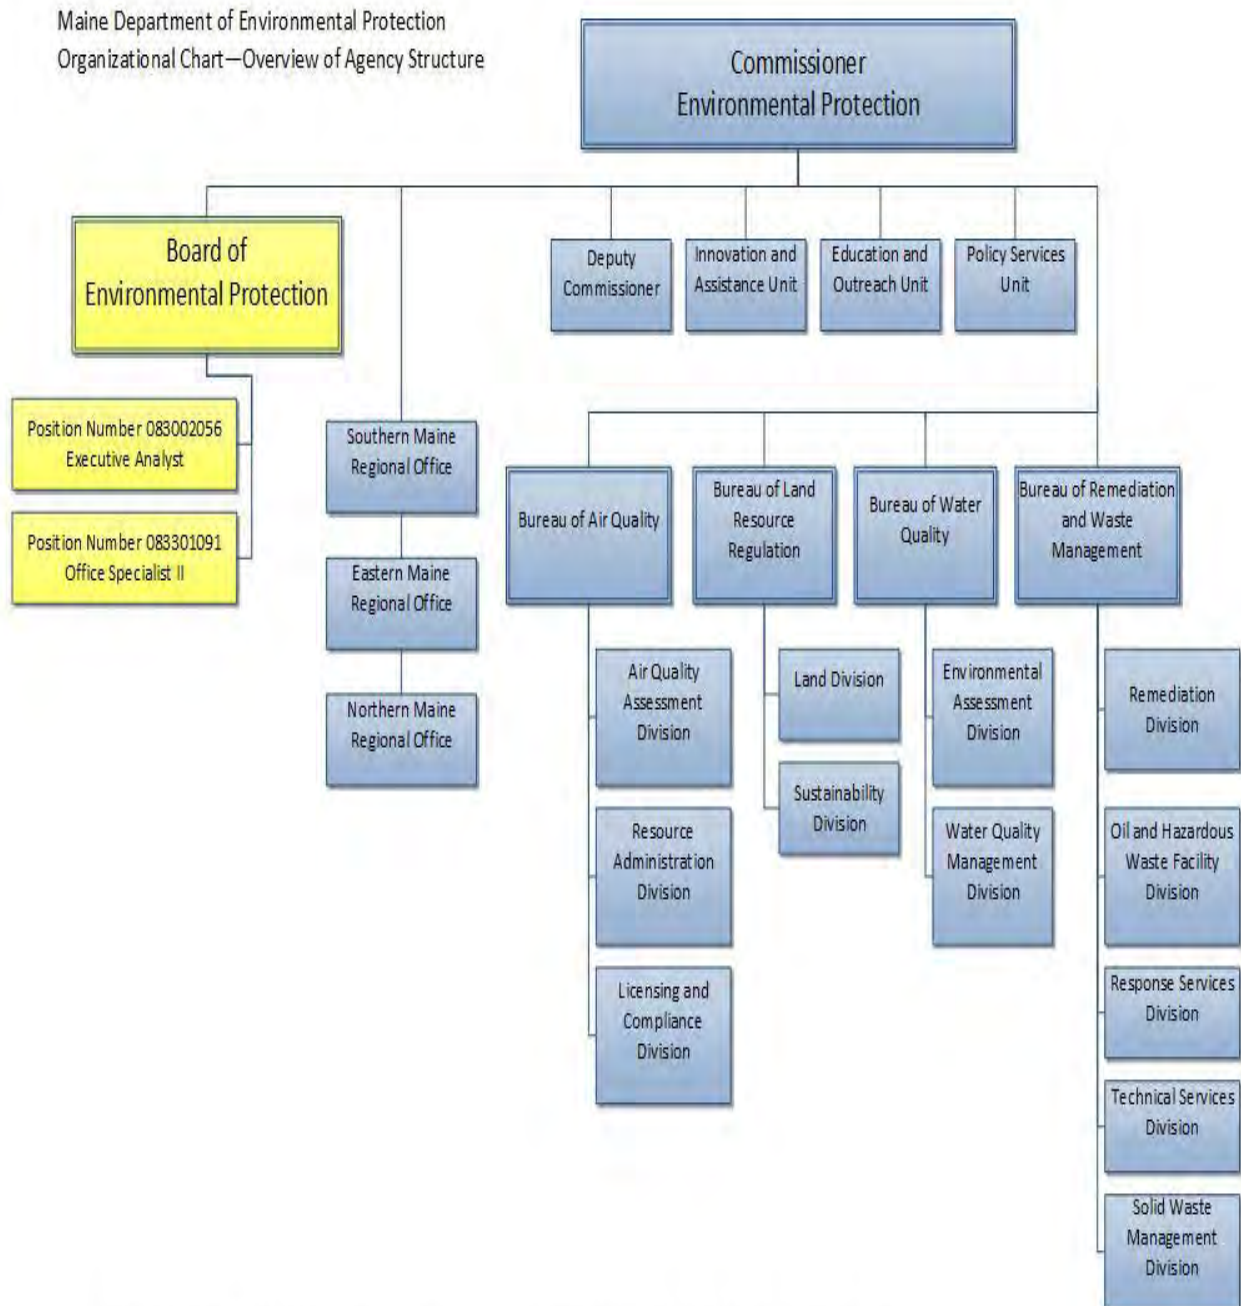 Maine Department of Environmental Protection
Organizational Chart—Overview of Agency Structure
Commissioner
Environmental Protection
Board of
Environmental Protection
Deputy
Commissioner
Innovation and
Assistance Unit
Education and
Outreach Unit
Policy Services
Unit
Position Number 083002056
Executive Analyst
Position Number 083301091
Office Specialist II
Southern Maine
Regional Office
Eastern Maine
Regional Office
Northern Maine
Regional Office
Bureau of Air Quality
Bureau of Land
Resource
Regulation
Bureau of Water
Quality
Bureau of Remediation
and Waste
Management
Air Quality
Assessment
Division
Resource
Administration
Division
Licensing and
Compliance
Division
Land Division
Sustainability
Division
Environmental
Assessment
Division
Water Quality
Management
Division
Remediation
Division
Oil and Hazardous
Waste Facility
Division
Response Services
Division
Technical Services
Division
Solid Waste
Management
Division